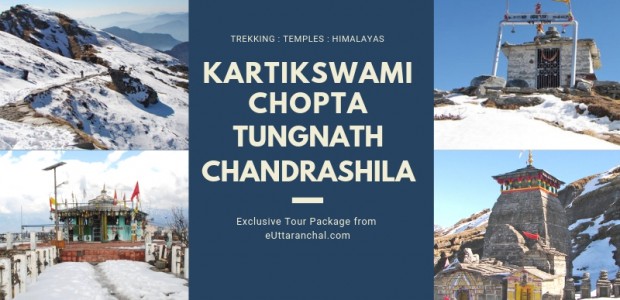 TREKKING : TEMPLES : HIMALAYAS
KARTIKSWAMI
CHOPTA
TUNGNATH
CHANDRASHILA
Exclusive Tour Package from
eUttaranchal.com